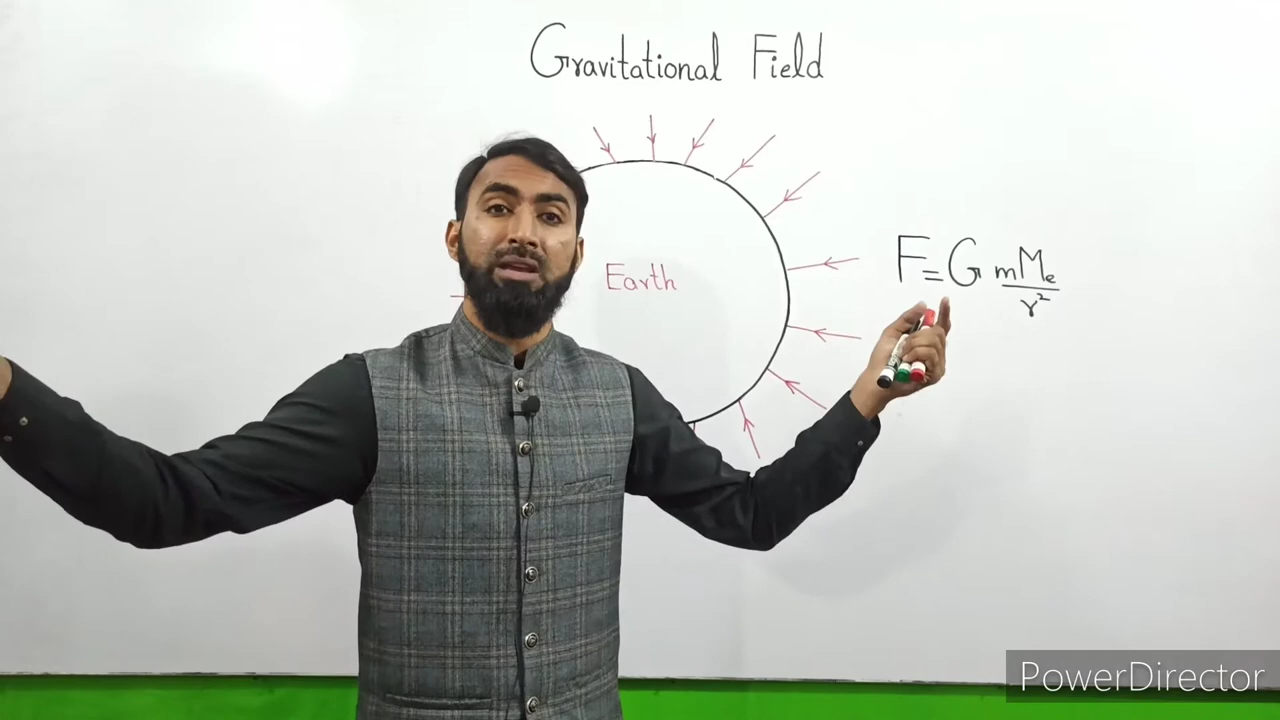 Gravitational Field
Earth
F = G mMₑ/r²
PowerDirector